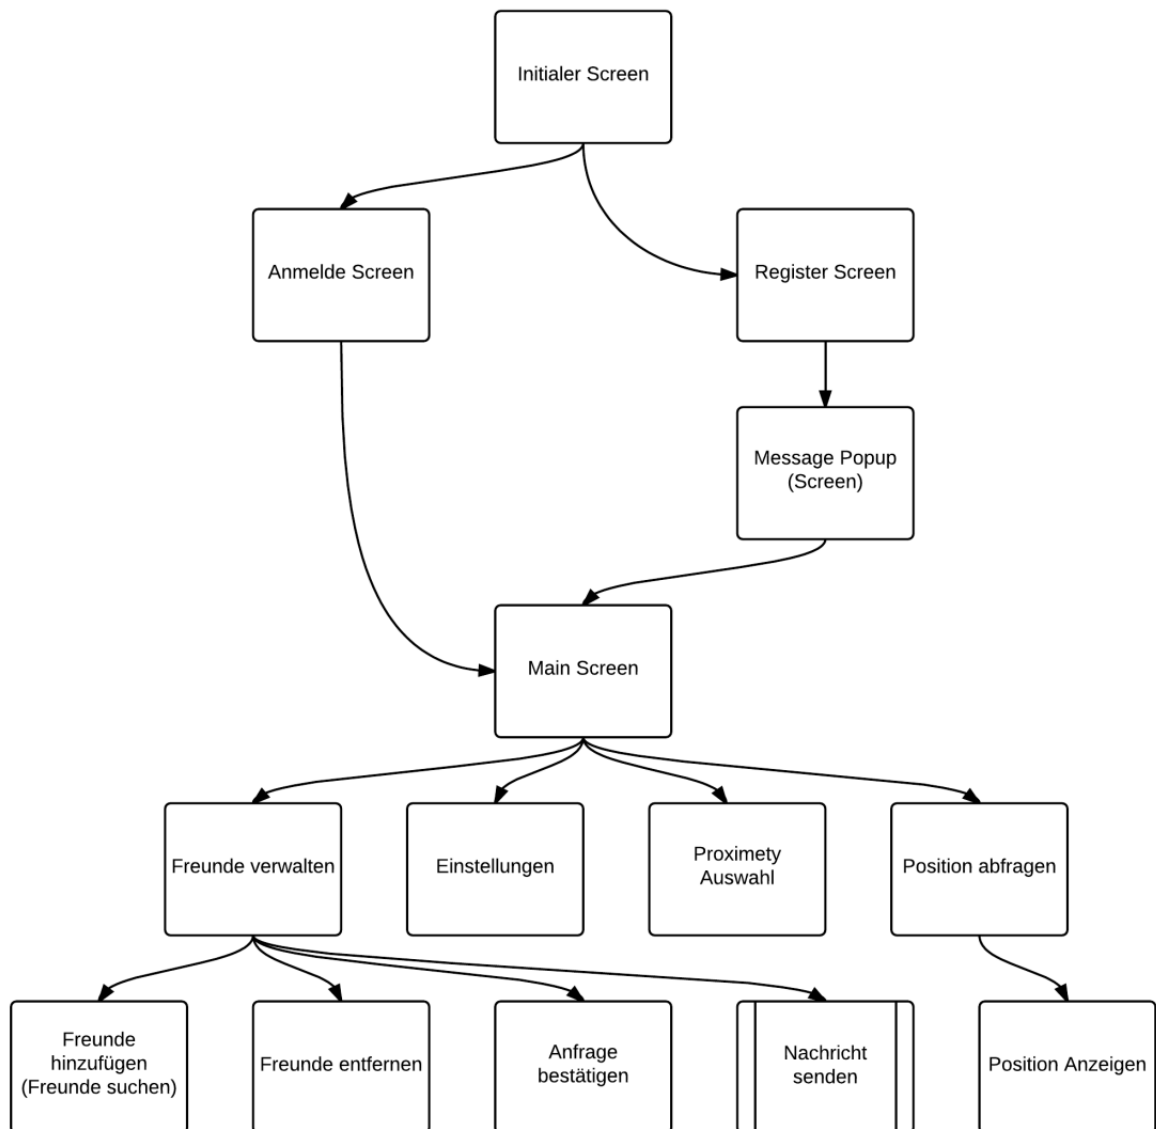 Initialer Screen
Anmelde Screen
Register Screen
Message Popup
(Screen)
Main Screen
Freunde verwalten
Einstellungen
Proximety
Auswahl
Position abfragen
Freunde
hinzufügen
(Freunde suchen)
Freunde entfernen
Anfrage
bestätigen
Nachricht
senden
Position Anzeigen